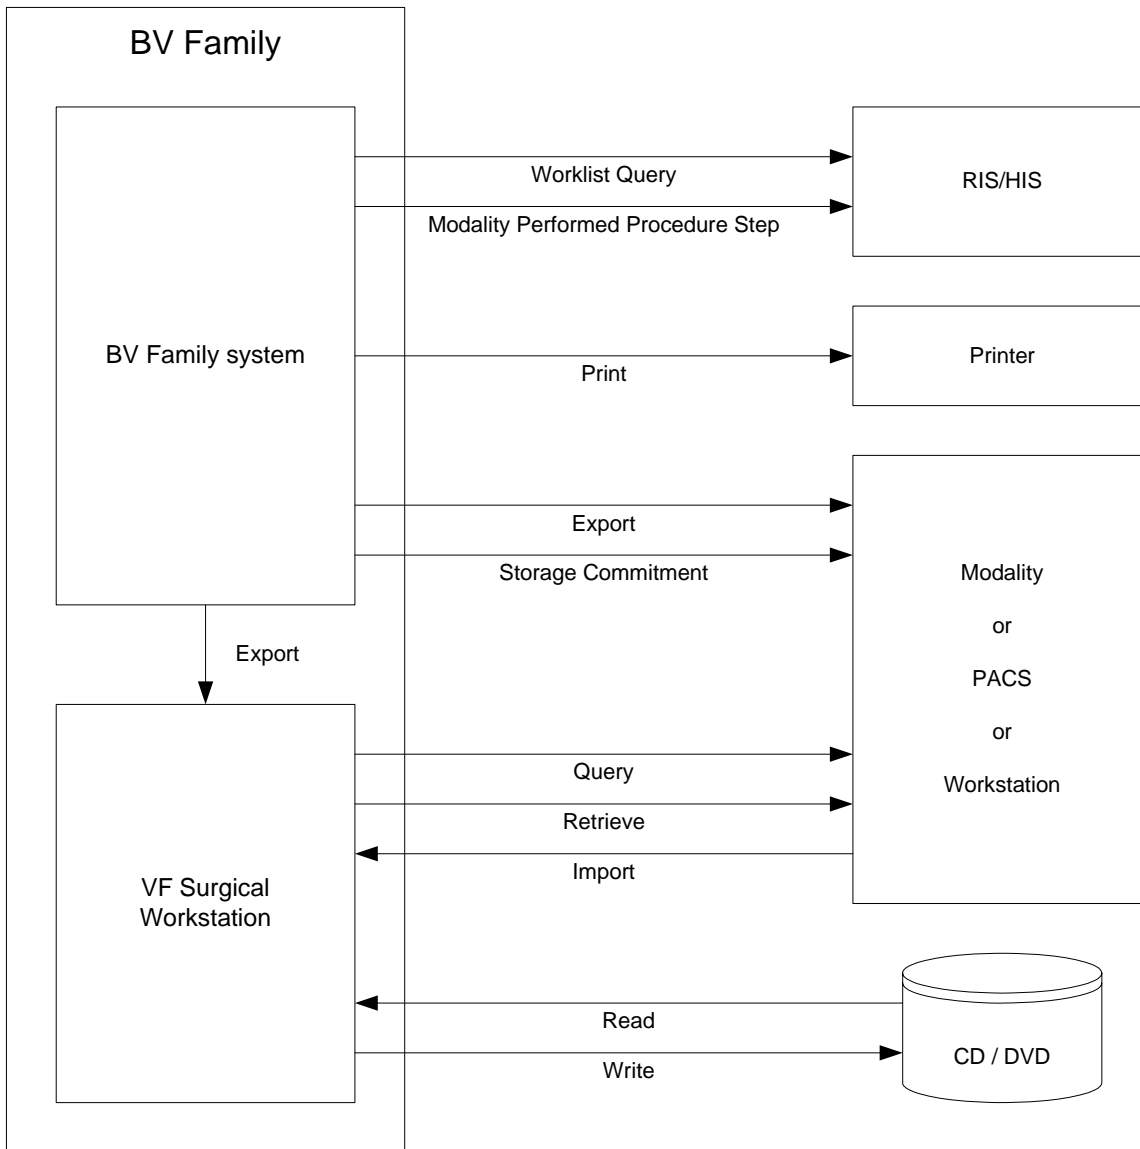 BV Family
Worklist Query
RIS/HIS
Modality Performed Procedure Step
BV Family system
Print
Printer
Export
Storage Commitment
Modality
or
PACS
or
Workstation
Export
Query
Retrieve
Import
VF Surgical
Workstation
Read
Write
CD / DVD